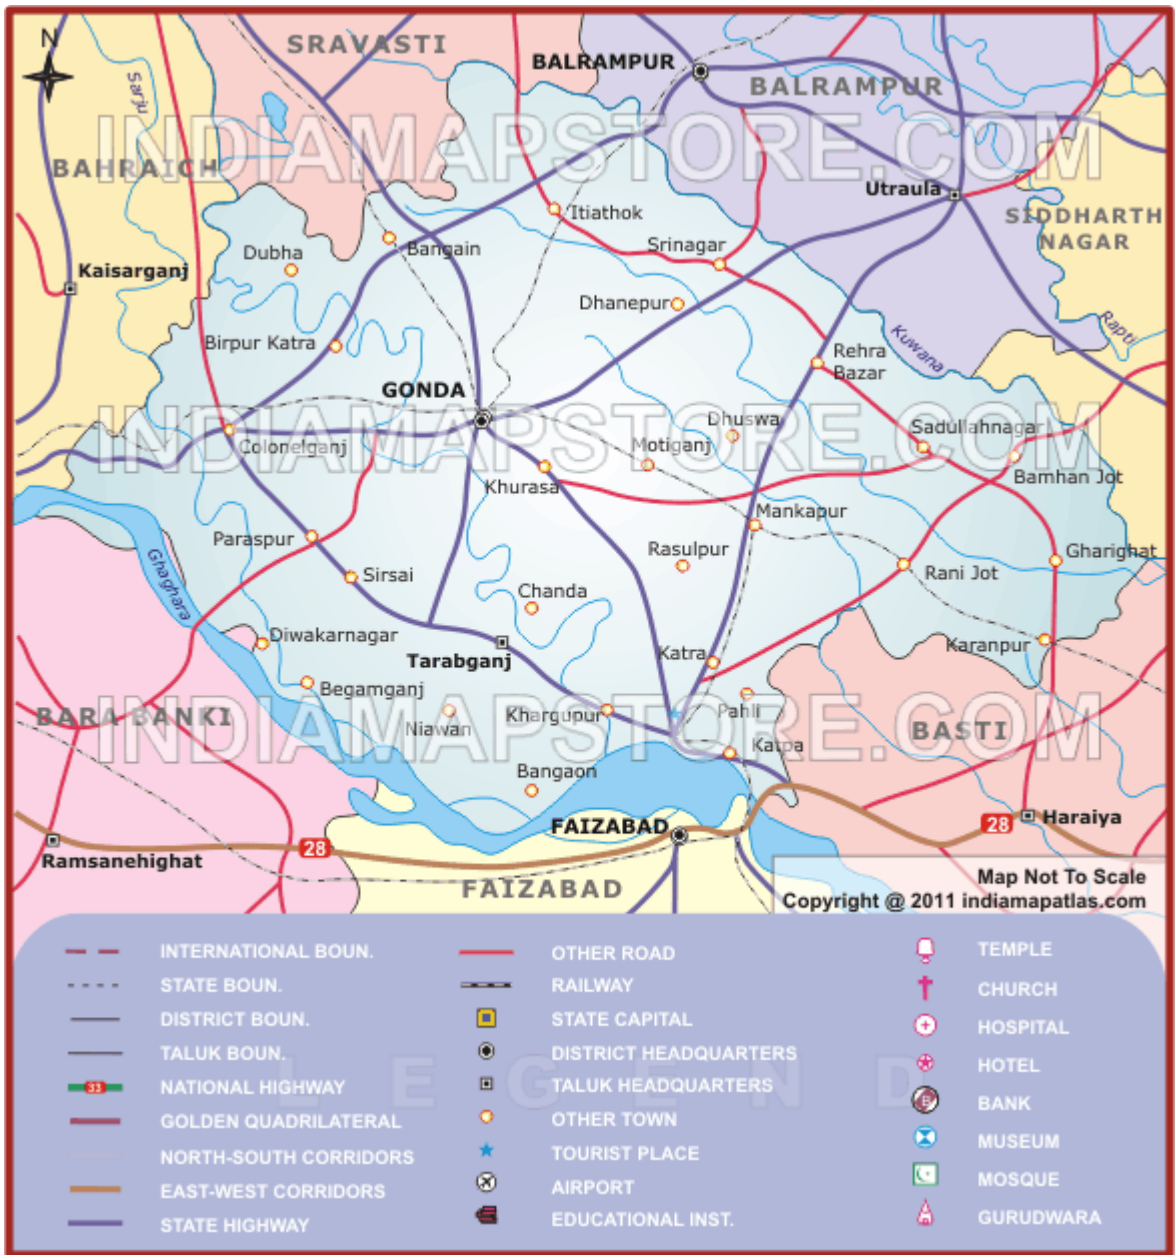 N
SRAVASTI
BALRAMPUR
BALRAMPUR
Sarju
INDIAMAPSTORE.COM
BAHRAICH
Utraula
SIDDHARTH
NAGAR
Itiathok
Srinagar
Bangain
Dubha
Kaisarganj
Dhanepur
Kuwana
Rapti
Birpur Katra
Rehra
Bazar
GONDA
INDIAMAPSTORE.COM
Dhuswa
Sadullahnagar
Colonelganj
Motiganj
Khurasa
Bamhan Jot
Mankapur
Paraspur
Rasulpur
Gharighat
Ghaghara
Sirsai
Rani Jot
Chanda
Diwakarnagar
Tarabganj
Katra
Karanpur
Begamganj
INDIAMAPSTORE.COM
BARA BANKI
Niawan
Khargupur
Pahli
BASTI
Katpa
Bangaon
FAIZABAD
28
Haraiya
28
Ramsanehighat
FAIZABAD
Map Not To Scale
Copyright @ 2011 indiamapatlas.com
LEGEND
INTERNATIONAL BOUN.
STATE BOUN.
DISTRICT BOUN.
TALUK BOUN.
33
NATIONAL HIGHWAY
GOLDEN QUADRILATERAL
NORTH-SOUTH CORRIDORS
EAST-WEST CORRIDORS
STATE HIGHWAY
OTHER ROAD
RAILWAY
STATE CAPITAL
DISTRICT HEADQUARTERS
TALUK HEADQUARTERS
OTHER TOWN
TOURIST PLACE
AIRPORT
EDUCATIONAL INST.
TEMPLE
CHURCH
HOSPITAL
HOTEL
B
BANK
MUSEUM
MOSQUE
GURUDWARA